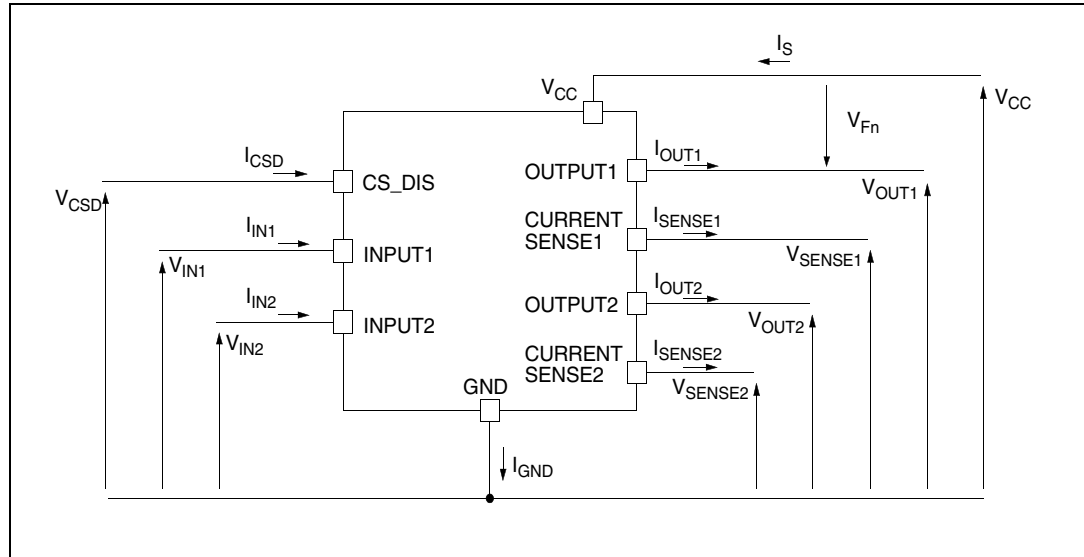 I_S
V_CC
V_CC
V_Fn
I_OUT1
OUTPUT1
V_OUT1
I_CSD
CS_DIS
V_CSD
CURRENT
SENSE1
I_SENSE1
V_SENSE1
I_IN1
INPUT1
V_IN1
I_OUT2
OUTPUT2
V_OUT2
I_IN2
INPUT2
V_IN2
CURRENT
SENSE2
I_SENSE2
V_SENSE2
GND
I_GND